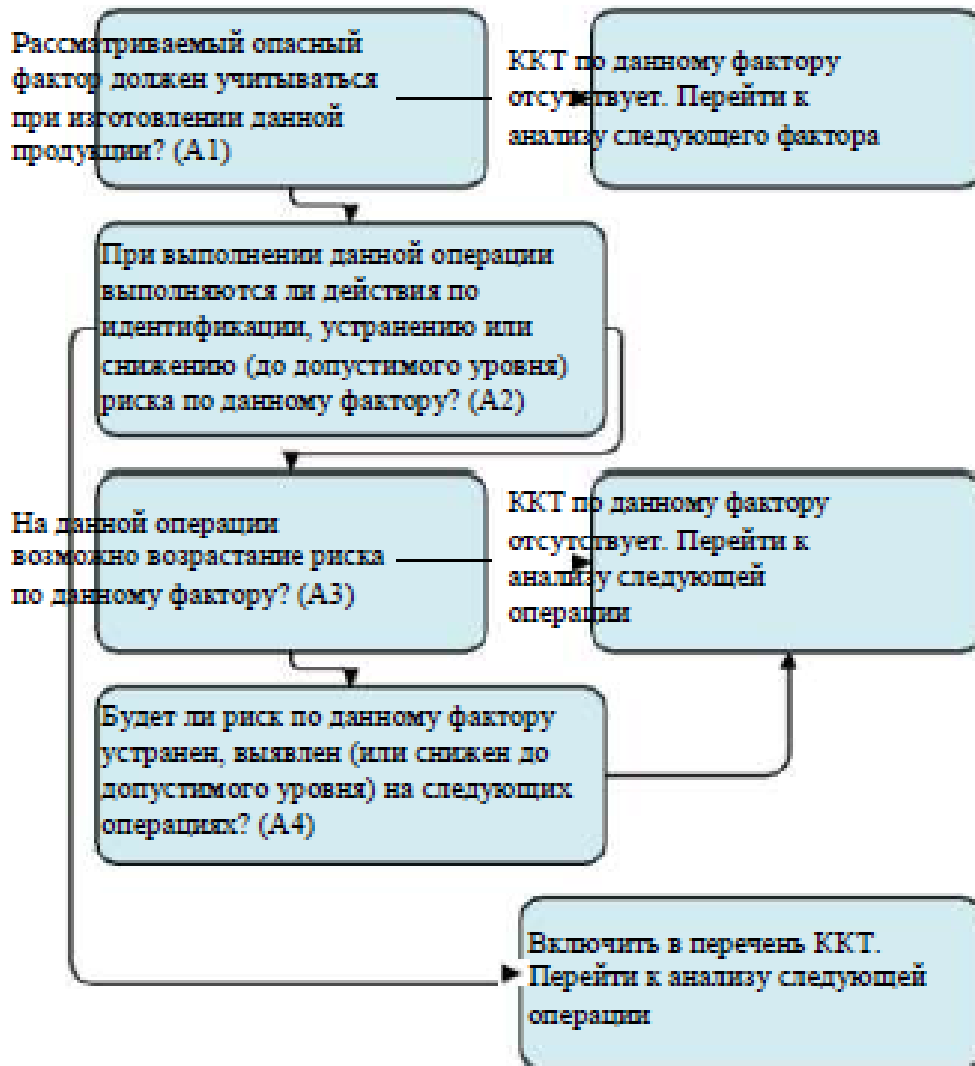 Рассматриваемый опасный
фактор должен учитываться
при изготовлении данной
продукции? (А1)
ККТ по данному фактору
отсутствует. Перейти к
анализу следующего фактора
При выполнении данной операции
выполняются ли действия по
идентификации, устранению или
снижению (до допустимого уровня)
риска по данному фактору? (А2)
На данной операции
возможно возрастание риска
по данному фактору? (А3)
ККТ по данному фактору
отсутствует. Перейти к
анализу следующей
операции
Будет ли риск по данному фактору
устранен, выявлен (или снижен до
допустимого уровня) на следующих
операциях? (А4)
Включить в перечень ККТ.
Перейти к анализу следующей
операции